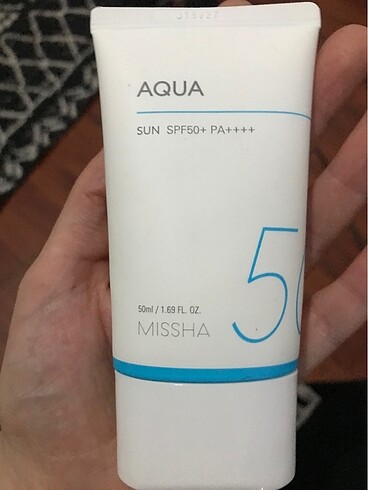 AQUA
SUN SPF50+ PA++++
50ml / 1.69 FL. OZ.
MISSHA